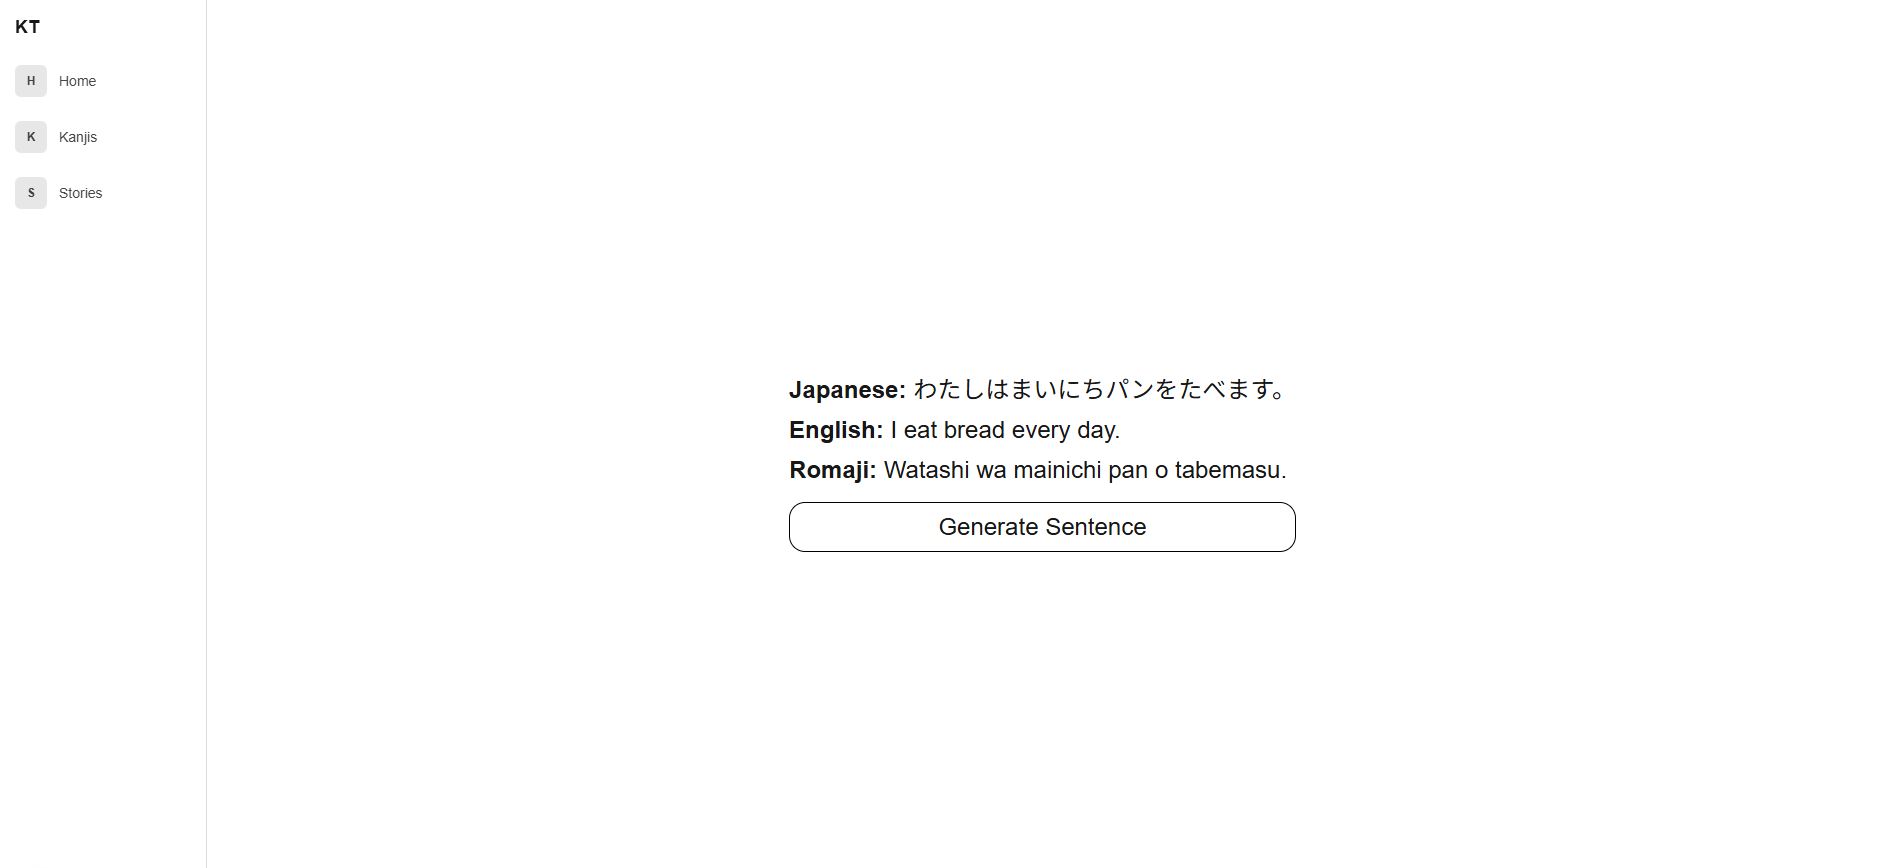 KT
H Home
K Kanjis
S Stories
Japanese: わたしはまいにちパンをたべます。
English: I eat bread every day.
Romaji: Watashi wa mainichi pan o tabemasu.
Generate Sentence